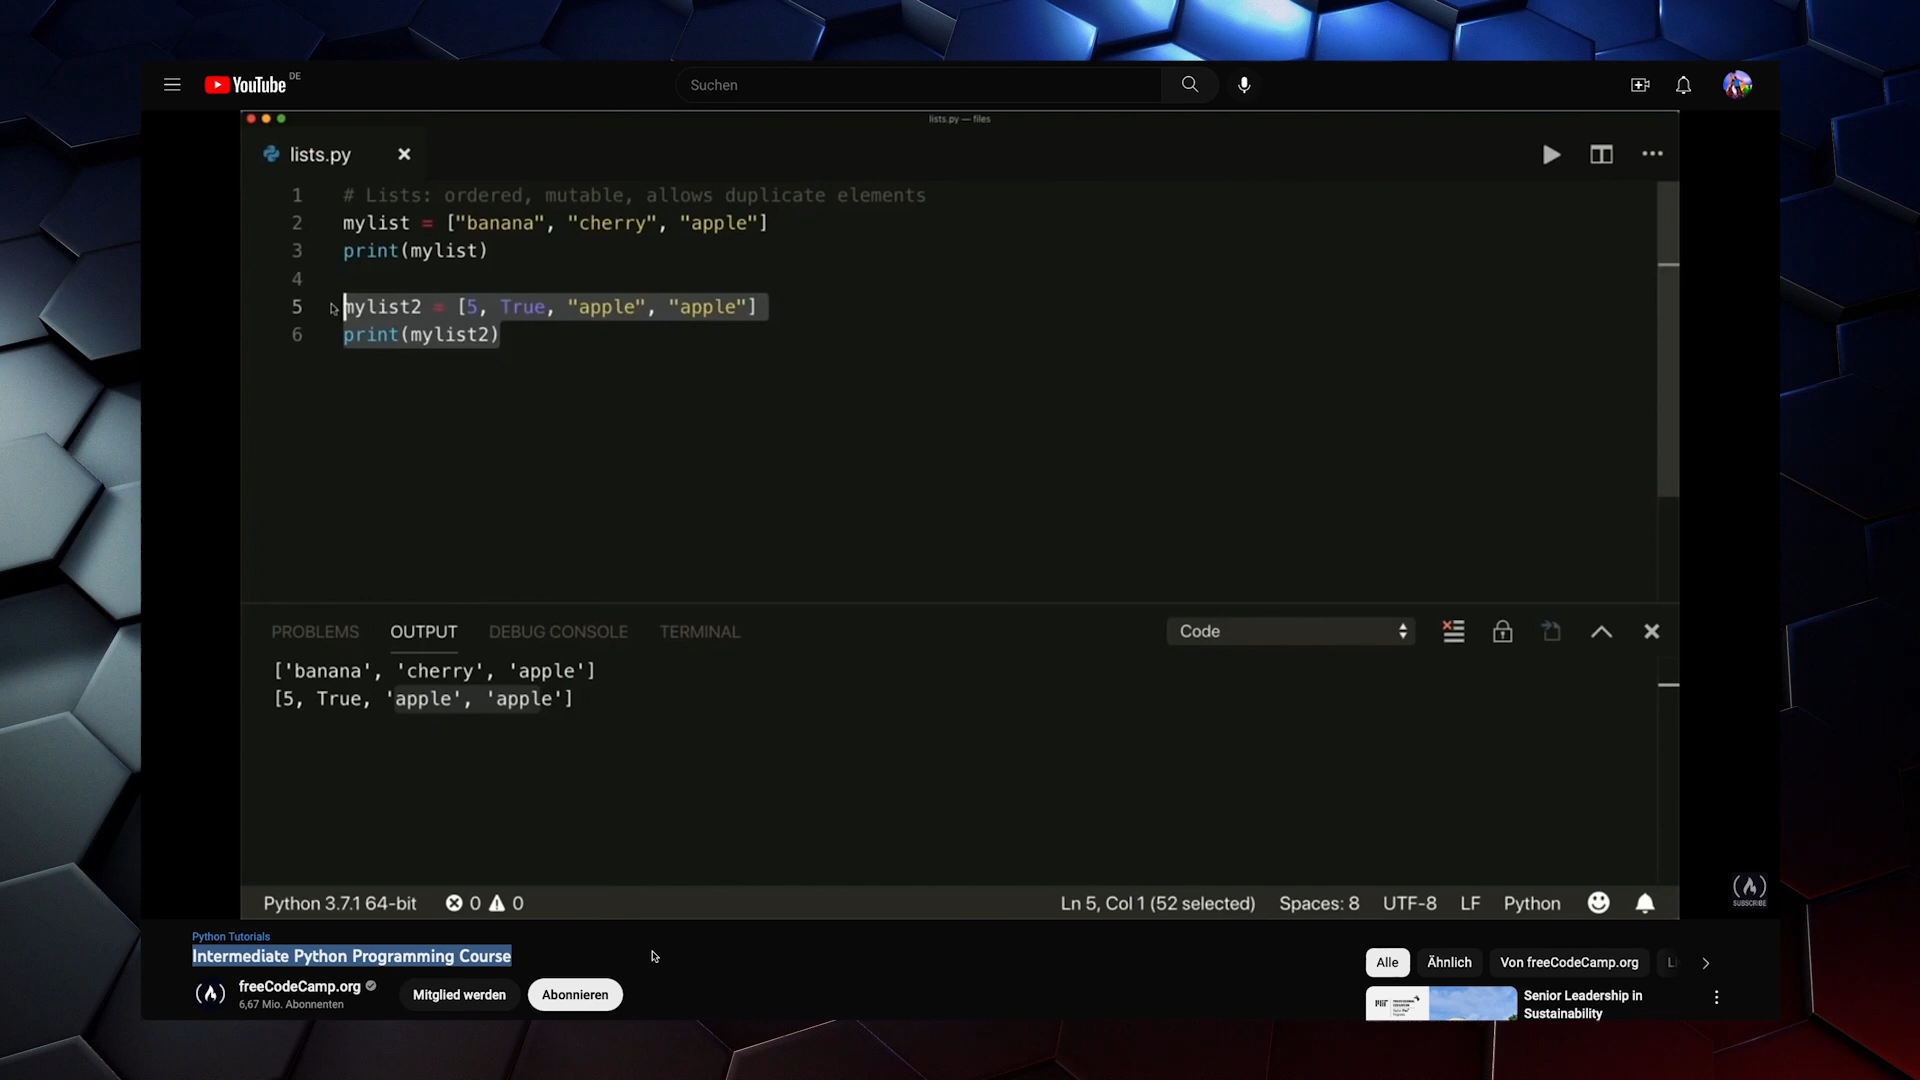 YouTube DE
Suchen
lists.py — files
lists.py
1 # Lists: ordered, mutable, allows duplicate elements
2 mylist = ["banana", "cherry", "apple"]
3 print(mylist)
4
5 mylist2 = [5, True, "apple", "apple"]
6 print(mylist2)
PROBLEMS OUTPUT DEBUG CONSOLE TERMINAL Code
['banana', 'cherry', 'apple']
[5, True, 'apple', 'apple']
SUBSCRIBE
Python 3.7.1 64-bit 0 0 Ln 5, Col 1 (52 selected) Spaces: 8 UTF-8 LF Python
Python Tutorials
Intermediate Python Programming Course
Alle Ähnlich Von freeCodeCamp.org
freeCodeCamp.org
6,67 Mio. Abonnenten
Mitglied werden Abonnieren
Senior Leadership in
Sustainability